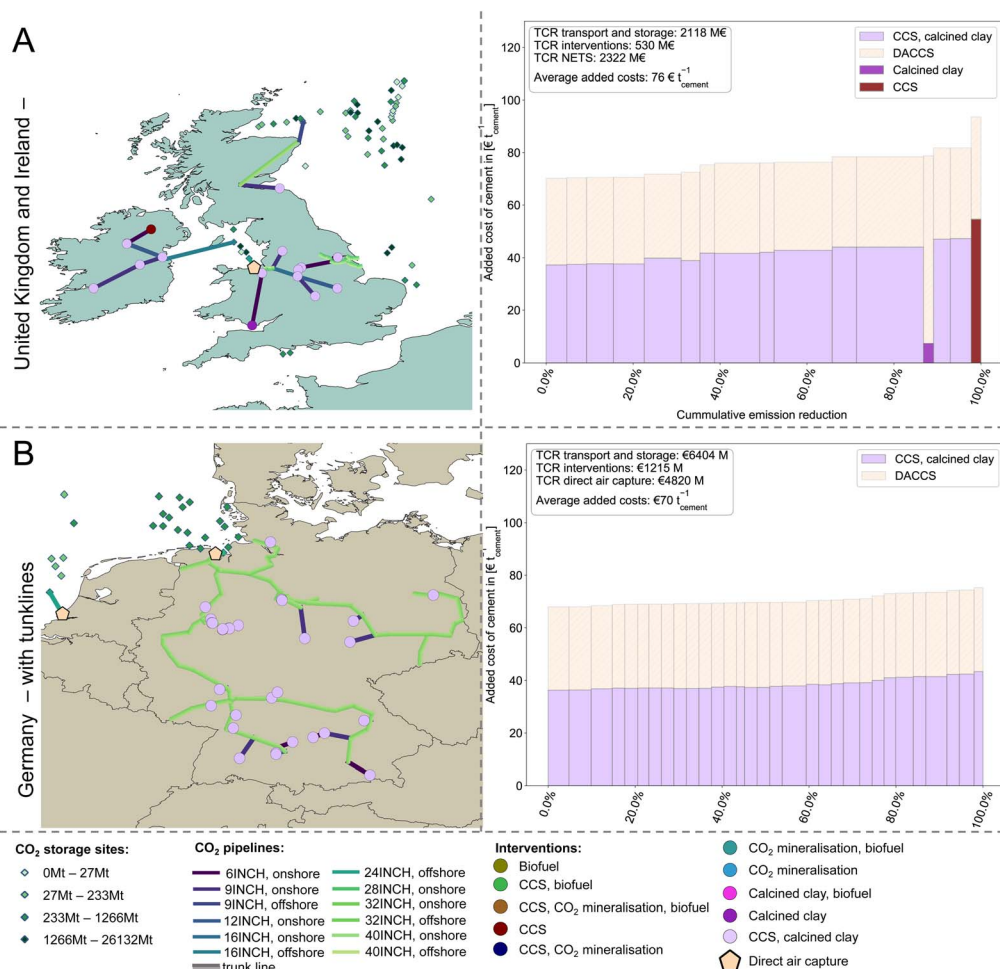 A
United Kingdom and Ireland –
TCR transport and storage: 2118 M€
TCR interventions: 530 M€
TCR NETS: 2322 M€
Average added costs: 76 € t⁻¹cement
CCS, calcined clay
DACCS
Calcined clay
CCS
Added cost of cement in [€ t⁻¹cement]
120
100
80
60
40
20
0
0.0%
20.0%
40.0%
60.0%
80.0%
100.0%
Cummulative emission reduction
B
Germany – with tunklines
TCR transport and storage: €6404 M
TCR interventions: €1215 M
TCR direct air capture: €4820 M
Average added costs: €70 t⁻¹cement
CCS, calcined clay
DACCS
Added cost of cement in [€ t⁻¹cement]
120
100
80
60
40
20
0
0.0%
20.0%
40.0%
60.0%
80.0%
100.0%
CO₂ storage sites:
0Mt – 27Mt
27Mt – 233Mt
233Mt – 1266Mt
1266Mt – 26132Mt
CO₂ pipelines:
6INCH, onshore
9INCH, onshore
9INCH, offshore
12INCH, onshore
16INCH, onshore
16INCH, offshore
trunk line
24INCH, offshore
28INCH, onshore
32INCH, onshore
32INCH, offshore
40INCH, onshore
40INCH, offshore
Interventions:
Biofuel
CCS, biofuel
CCS, CO₂ mineralisation, biofuel
CCS
CCS, CO₂ mineralisation
CO₂ mineralisation, biofuel
CO₂ mineralisation
Calcined clay, biofuel
Calcined clay
CCS, calcined clay
Direct air capture